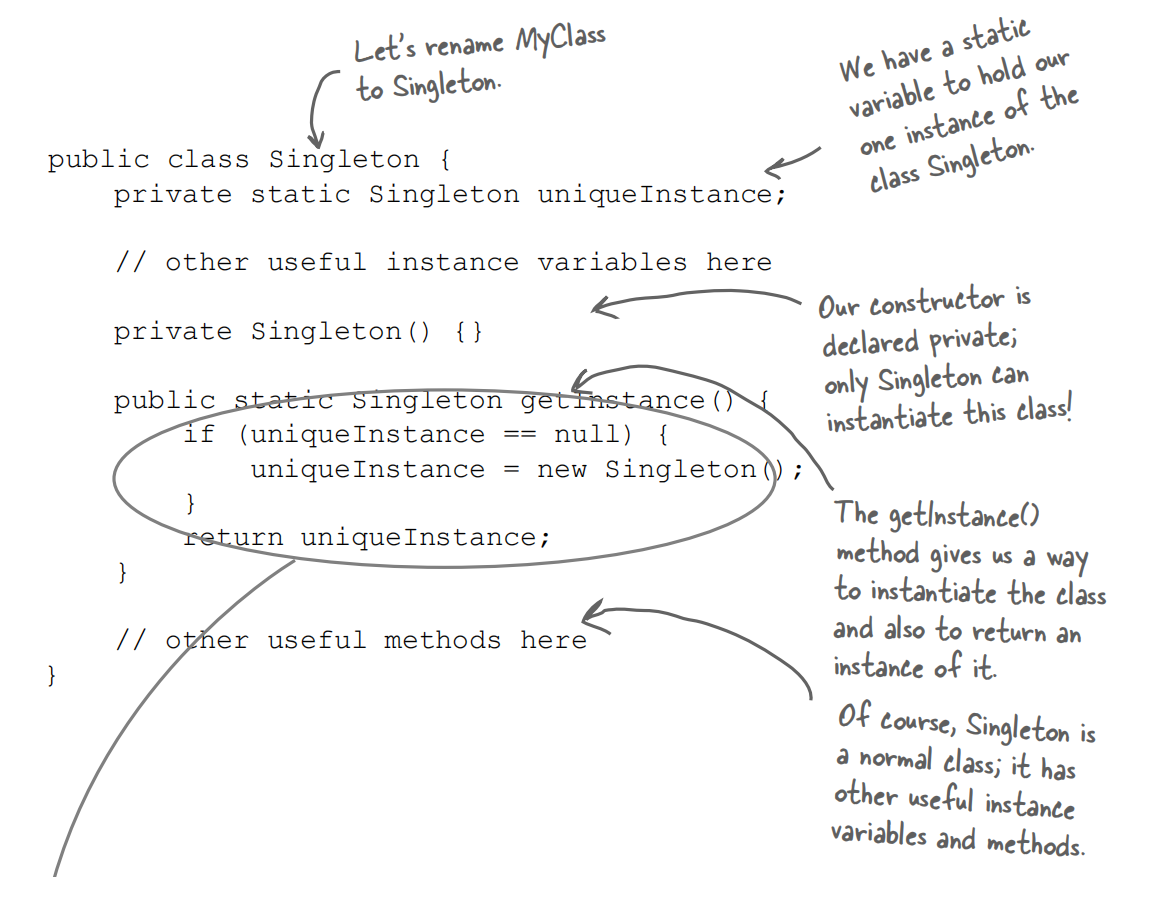 Let's rename MyClass
to Singleton.
We have a static
variable to hold our
one instance of the
class Singleton.
public class Singleton {
    private static Singleton uniqueInstance;
    // other useful instance variables here
Our constructor is
declared private;
only Singleton can
instantiate this class!
    private Singleton() {}
    public static Singleton getInstance() {
        if (uniqueInstance == null) {
            uniqueInstance = new Singleton();
        }
        return uniqueInstance;
    }
The getInstance()
method gives us a way
to instantiate the class
and also to return an
instance of it.
    // other useful methods here
}
Of course, Singleton is
a normal class; it has
other useful instance
variables and methods.